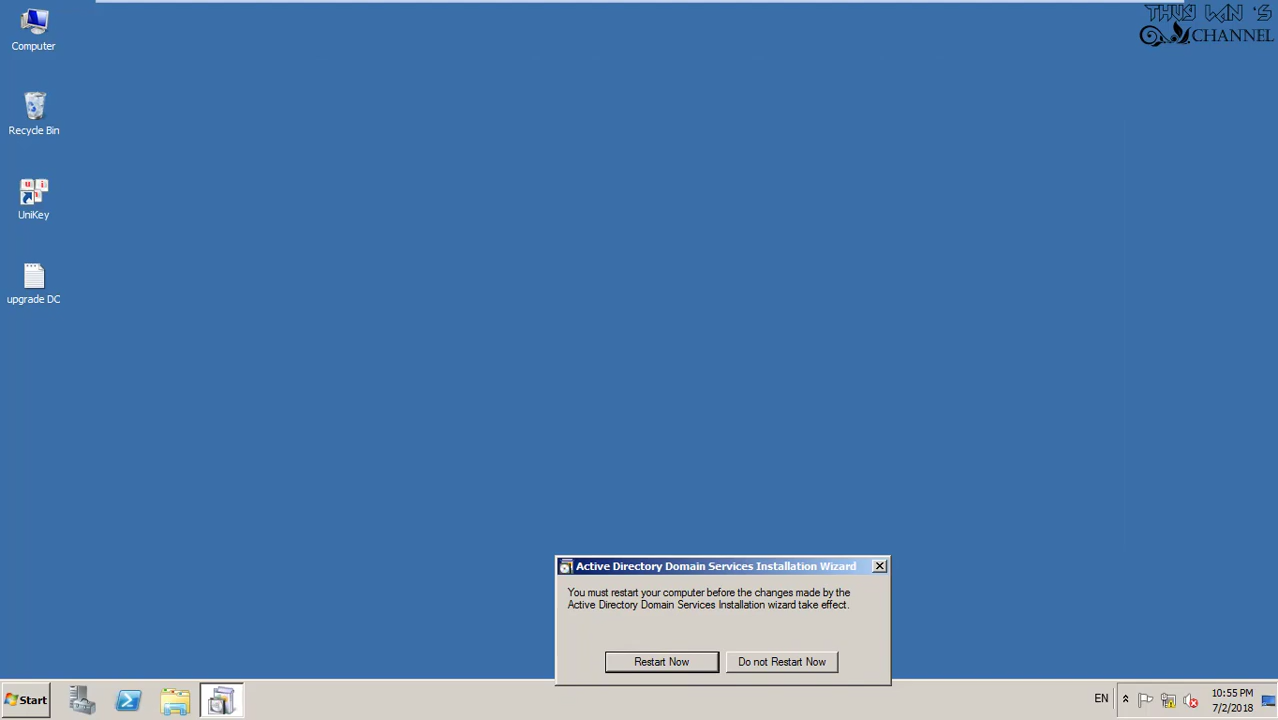 THUY WIN 'S
CHANNEL
Computer
Recycle Bin
UniKey
upgrade DC
Active Directory Domain Services Installation Wizard
You must restart your computer before the changes made by the
Active Directory Domain Services Installation wizard take effect.
Restart Now
Do not Restart Now
Start
EN
10:55 PM
7/2/2018